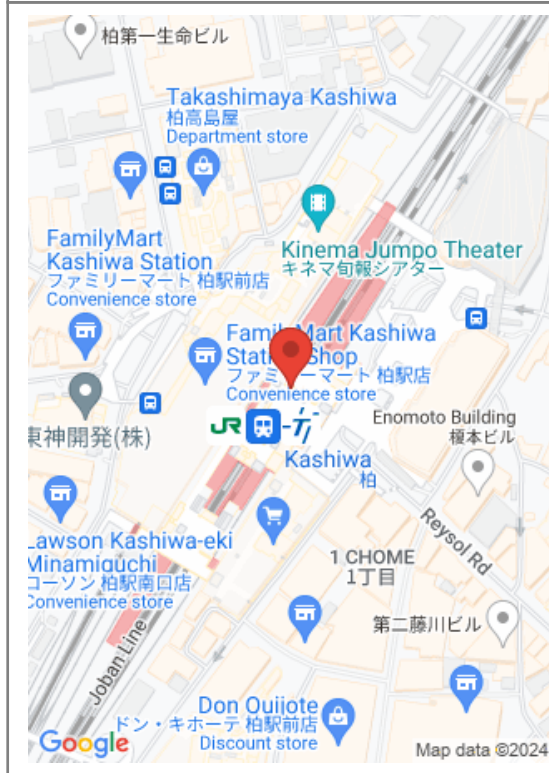 柏第一生命ビル
Takashimaya Kashiwa
柏高島屋
Department store
Kinema Jumpo Theater
キネマ旬報シアター
FamilyMart
Kashiwa Station
ファミリーマート 柏駅前店
Convenience store
FamilyMart Kashiwa
Station Shop
ファミリーマート 柏駅店
Convenience store
東神開発(株)
JR
Kashiwa
柏
Enomoto Building
榎本ビル
Reysol Rd
Lawson Kashiwa-eki
Minamiguchi
ローソン 柏駅南口店
Convenience store
1 CHOME
1丁目
第二藤川ビル
Joban Line
Don Quijote
ドン・キホーテ 柏駅前店
Discount store
Google
Map data ©2024